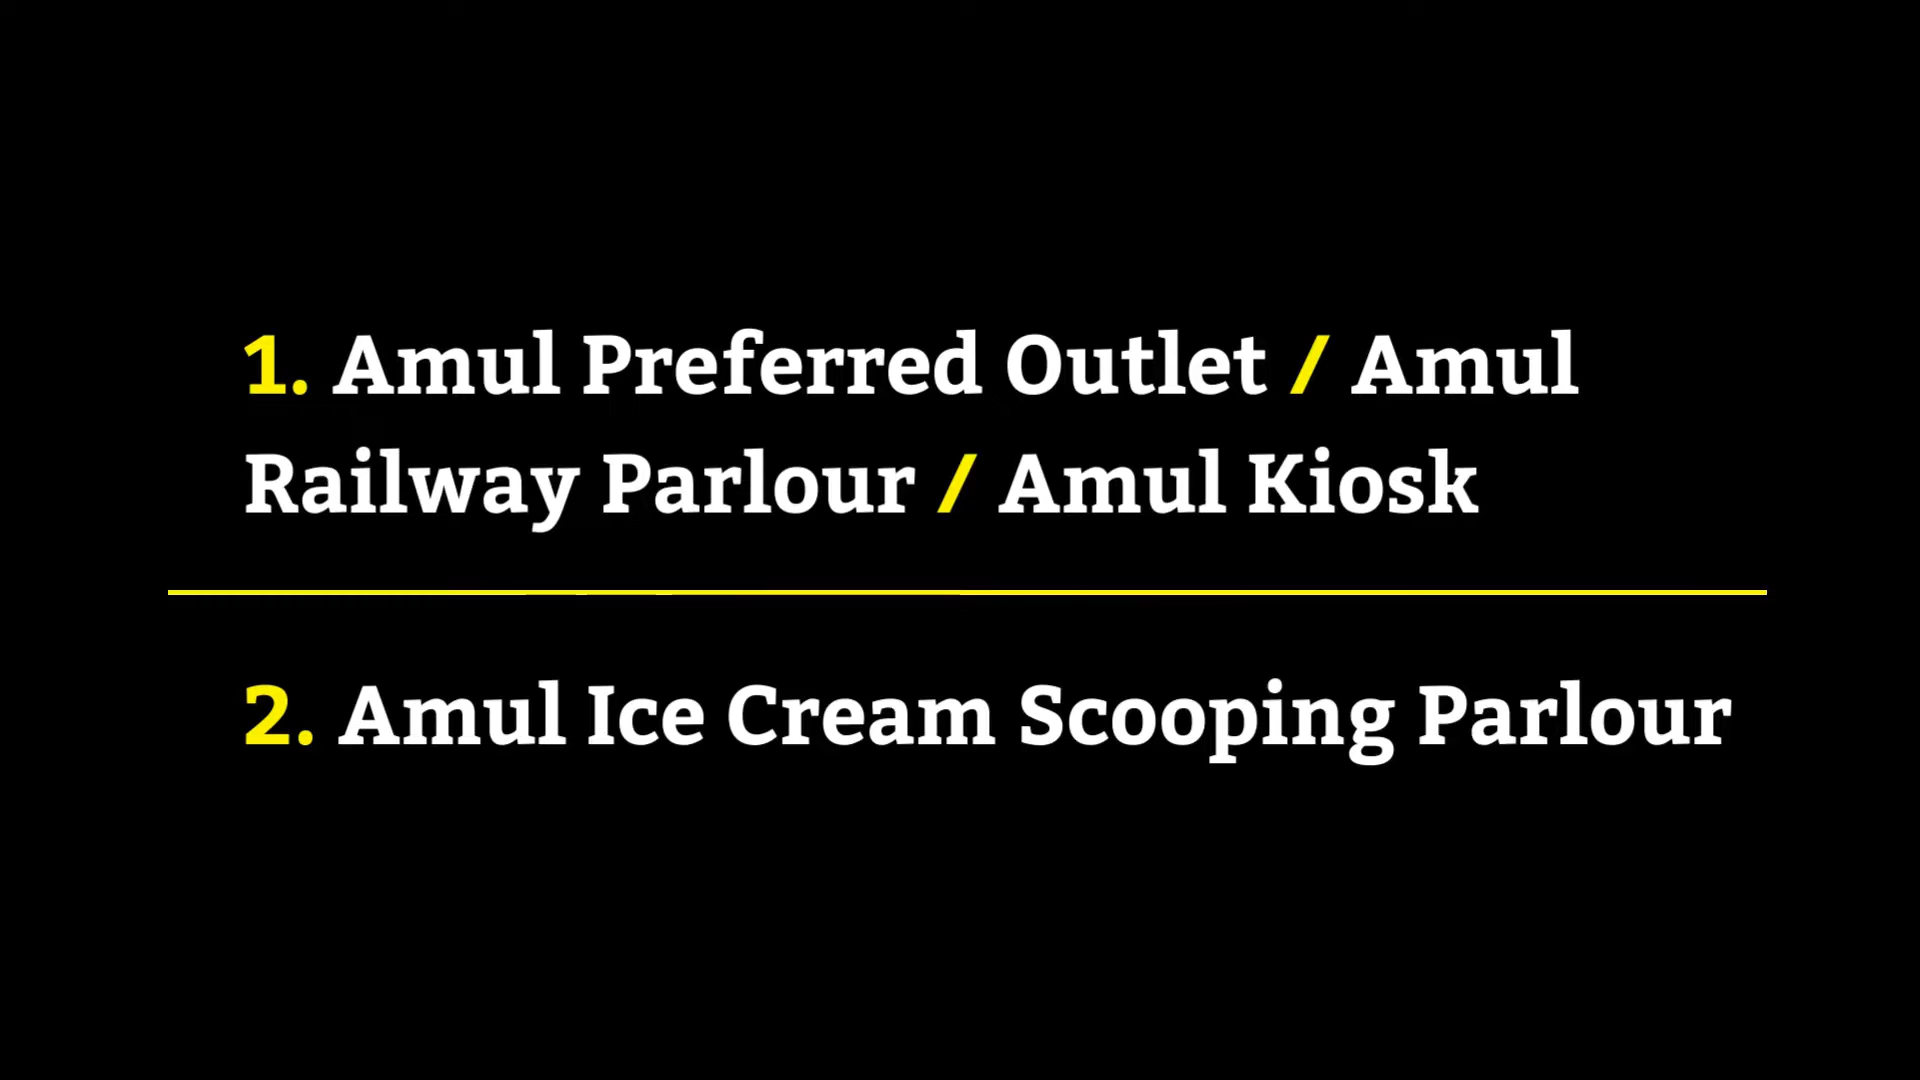 1. Amul Preferred Outlet / Amul
Railway Parlour / Amul Kiosk
2. Amul Ice Cream Scooping Parlour